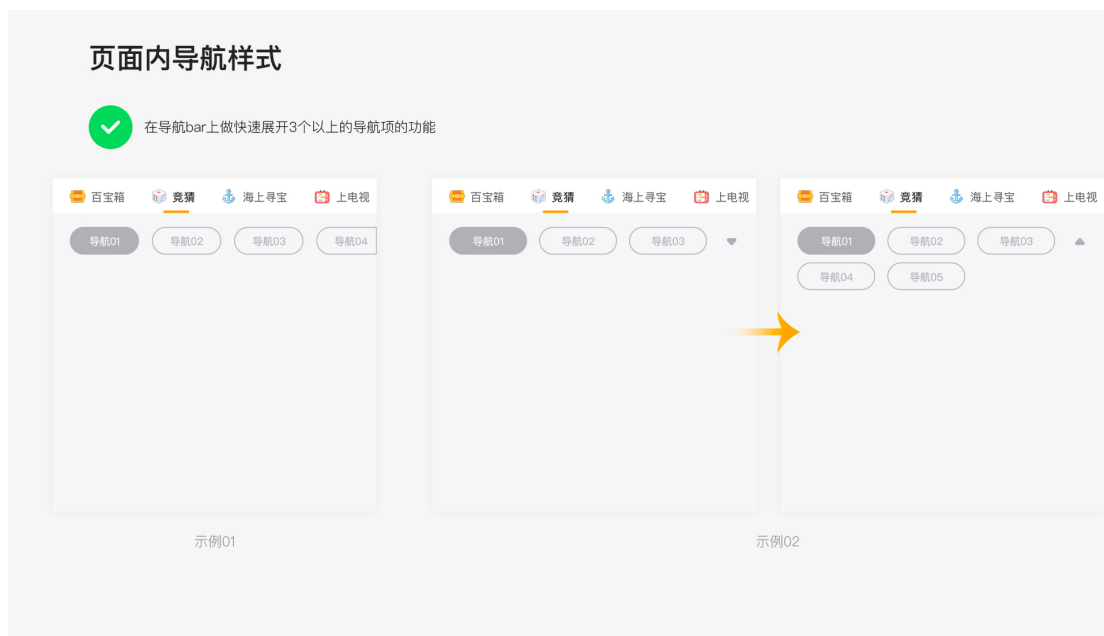 页面内导航样式
在导航bar上做快速展开3个以上的导航项的功能
百宝箱 竞猜 海上寻宝 上电视
导航01 导航02 导航03 导航04
示例01
百宝箱 竞猜 海上寻宝 上电视
导航01 导航02 导航03
百宝箱 竞猜 海上寻宝 上电视
导航01 导航02 导航03
导航04 导航05
示例02